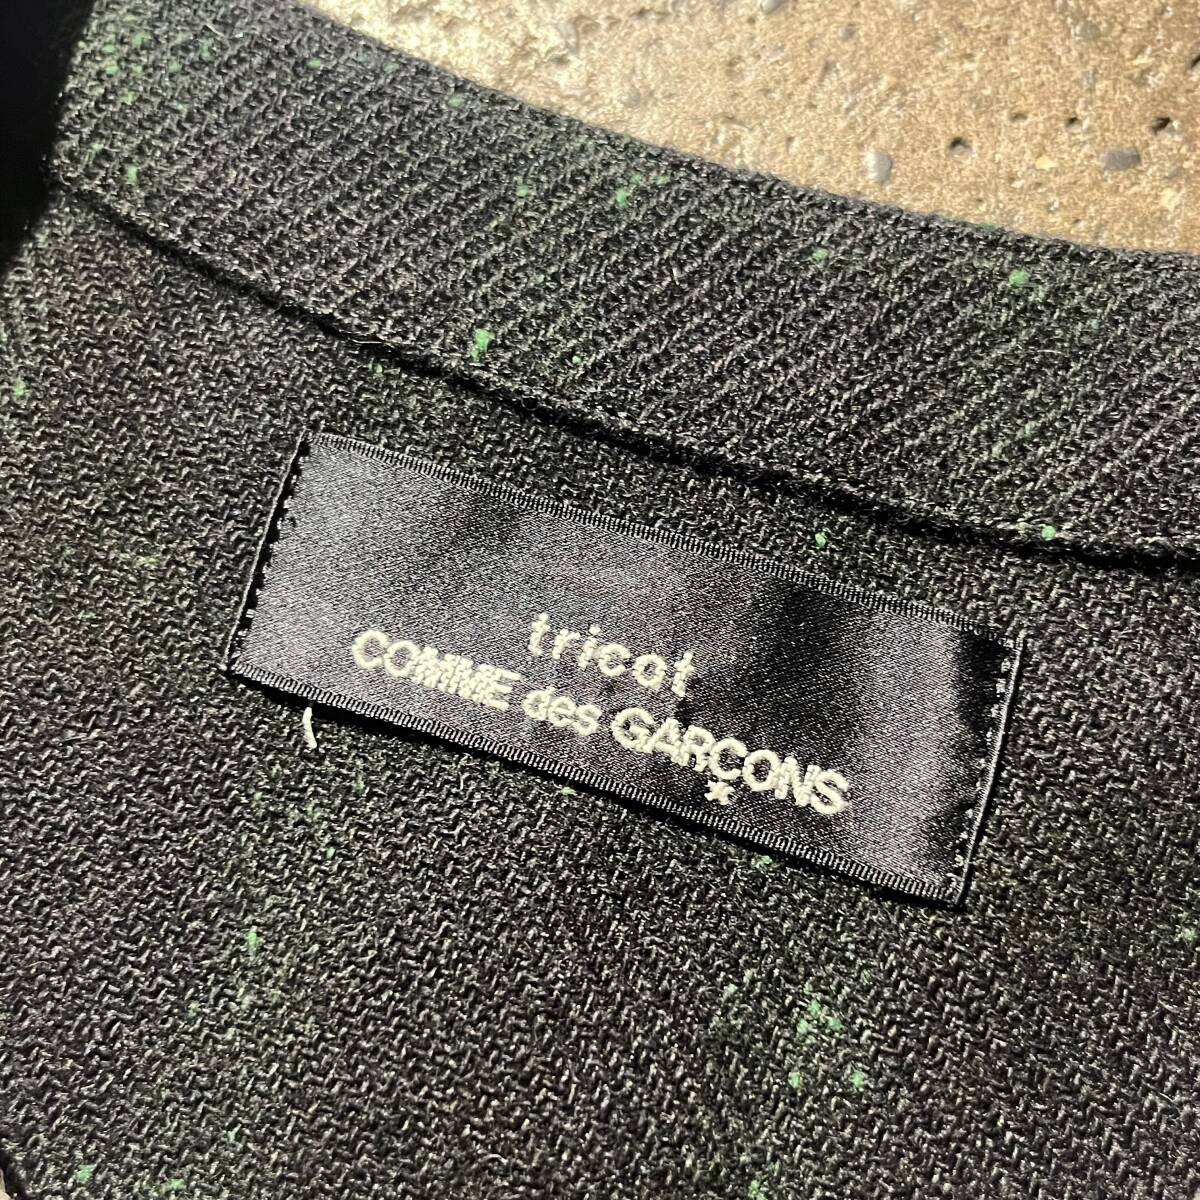 tricot
COMME des GARÇONS
*